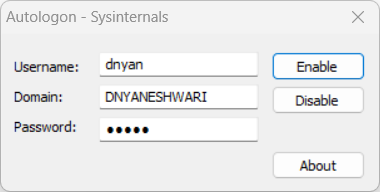 Autologon - Sysinternals
Username: dnyan Enable
Domain: DNYANESHWARI Disable
Password: ●●●●●
About